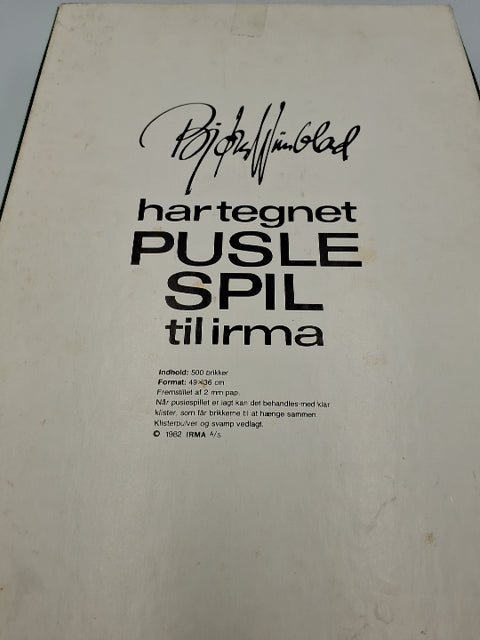 Bjørn Wiinblad
har tegnet
PUSLE
SPIL
til irma
Indhold: 500 brikker
Format: 49×36 cm
Fremstillet af 2 mm pap.
Når puslespillet er lagt kan det behandles med klar
klister, som får brikkerne til at hænge sammen.
Klisterpulver og svamp vedlagt.
© 1982 IRMA A/S